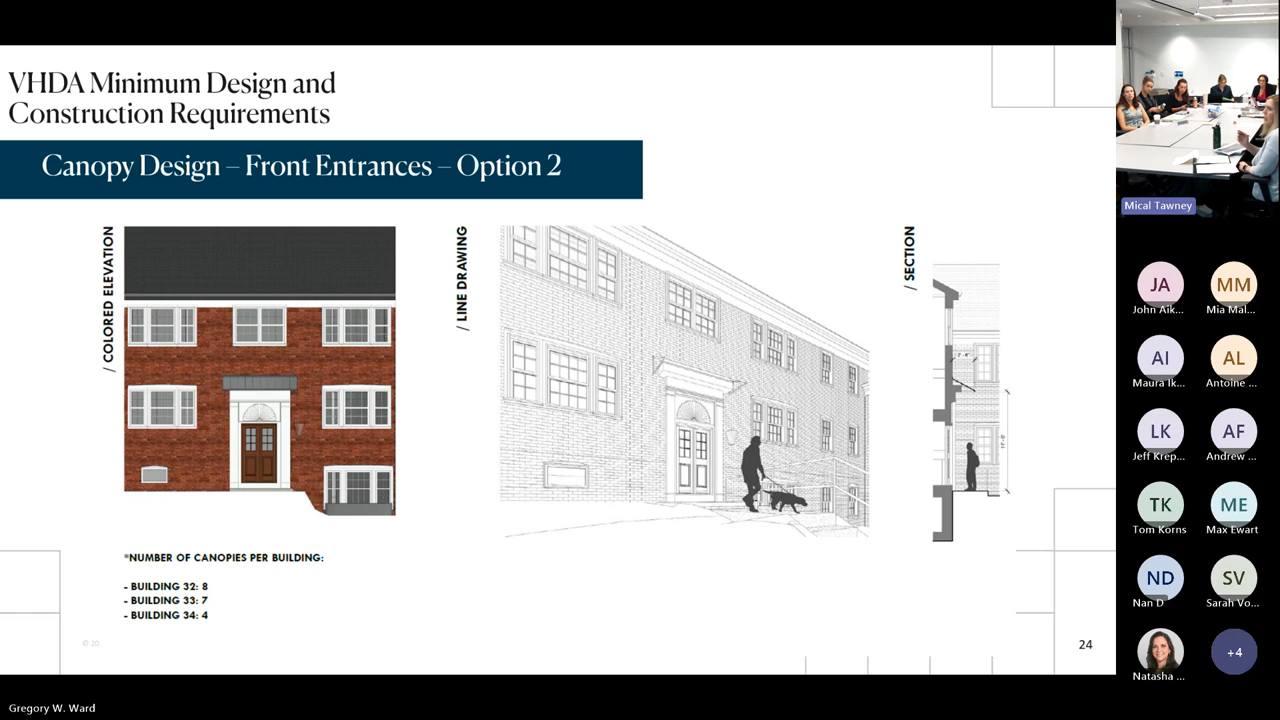 VHDA Minimum Design and
Construction Requirements
Canopy Design – Front Entrances – Option 2
/ COLORED ELEVATION
/ LINE DRAWING
/ SECTION
*NUMBER OF CANOPIES PER BUILDING:
- BUILDING 32: 8
- BUILDING 33: 7
- BUILDING 34: 4
© 20
24
Gregory W. Ward
Mical Tawney
JA
MM
John Aik...
Mia Mal...
AI
AL
Maura Ik...
Antoine ...
LK
AF
Jeff Krep...
Andrew ...
TK
ME
Tom Korns
Max Ewart
ND
SV
Nan D
Sarah Vo...
+4
Natasha ...